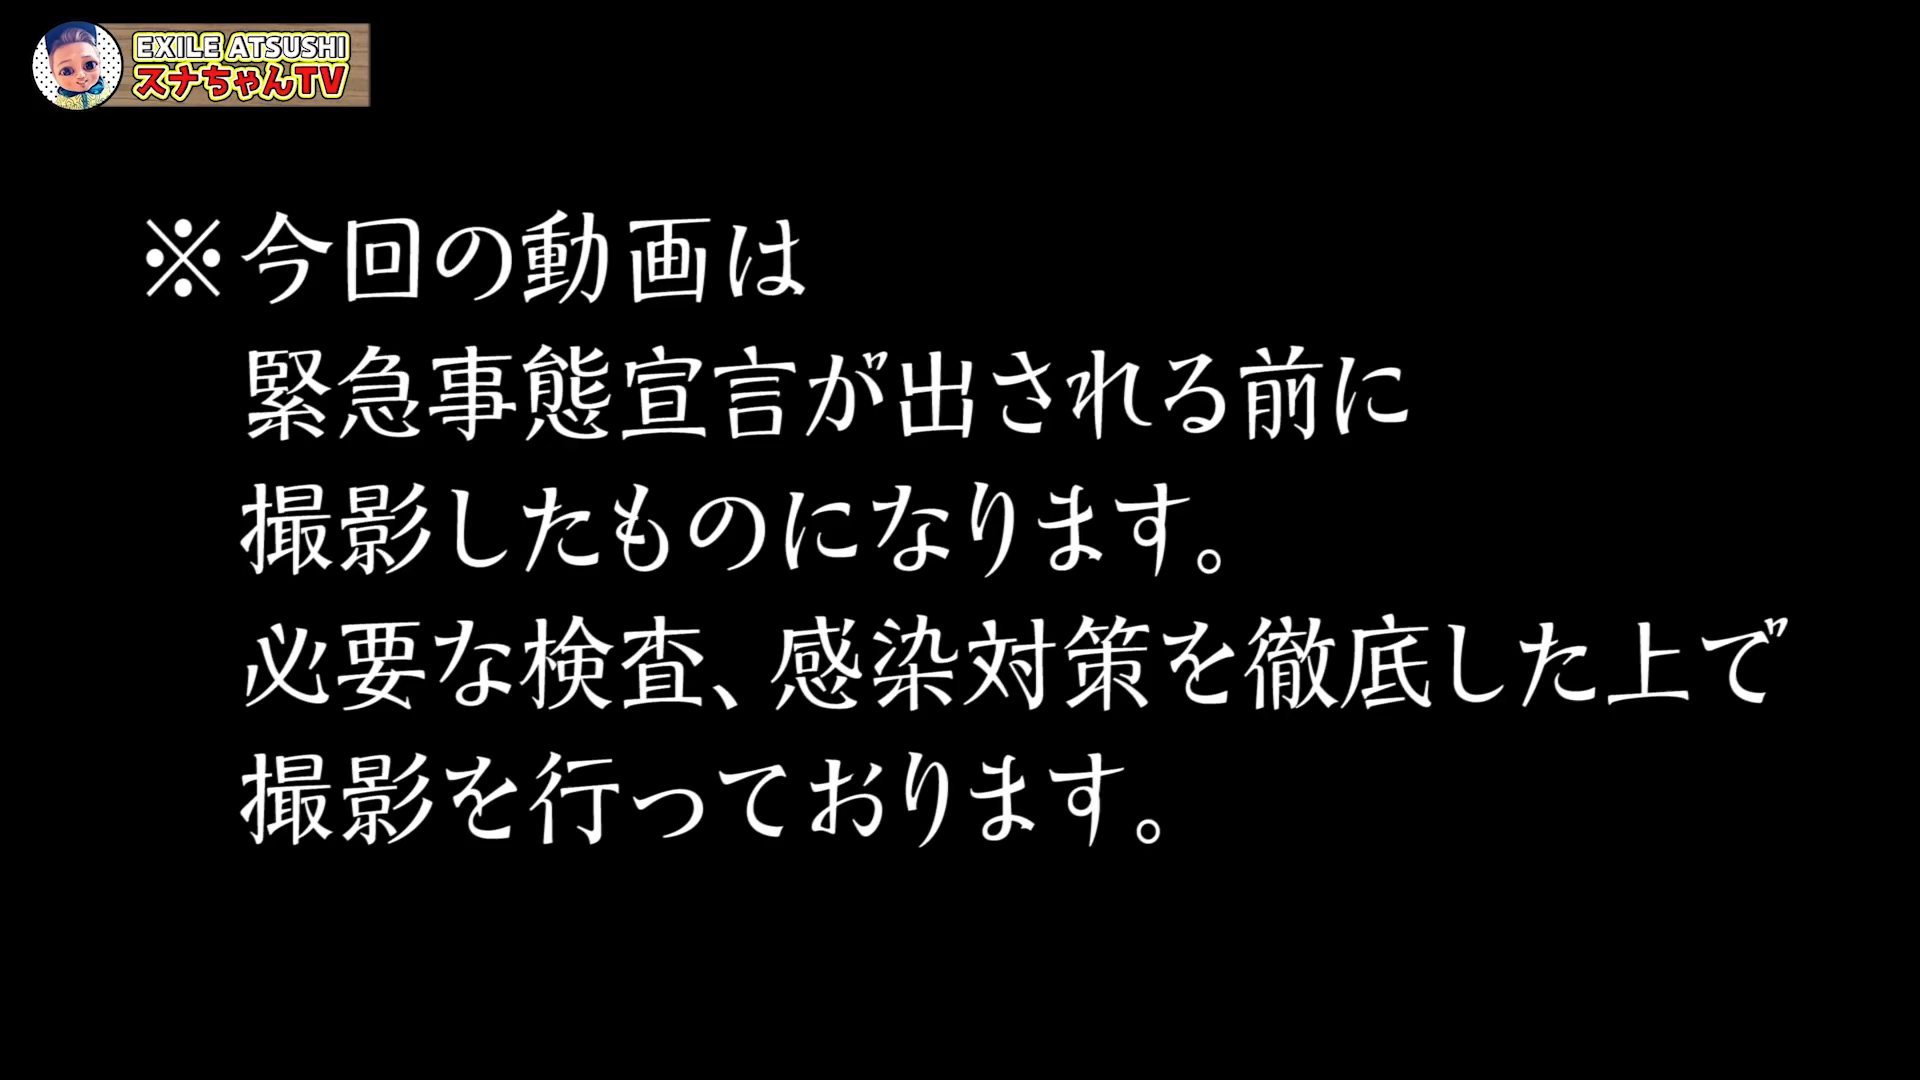 EXILE ATSUSHI
スナちゃんTV
※今回の動画は
緊急事態宣言が出される前に
撮影したものになります。
必要な検査、感染対策を徹底した上で
撮影を行っております。